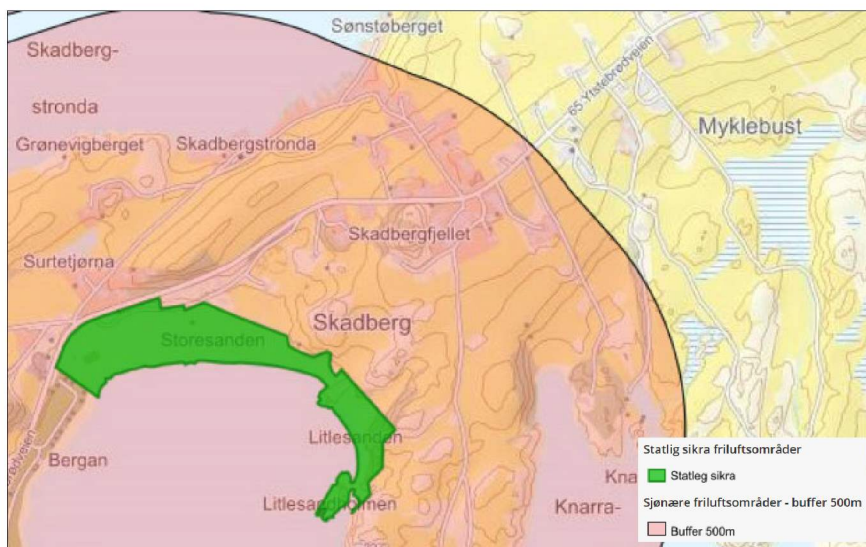 Sønstøberget
Skadberg-
stronda
Grønevigberget
Skadbergstronda
65 Ytstebrødveien
Myklebust
Skadbergfjellet
Surtetjørna
Skadberg
Storesanden
Litlesanden
Bergan
Litlesandholmen
Knarra-
Statlig sikra friluftsområder
Statleg sikra
Sjønære friluftsområder - buffer 500m
Buffer 500m